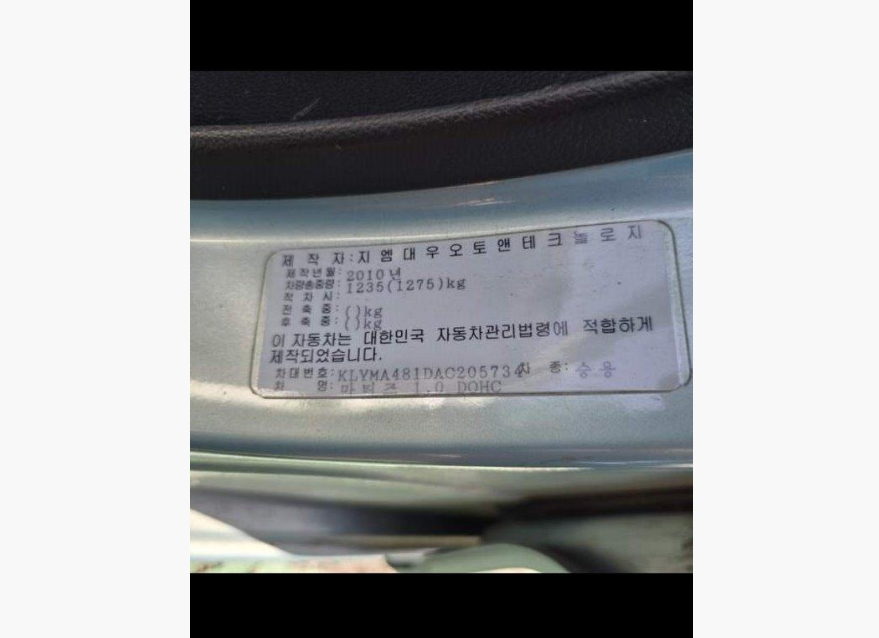 제 작 자:지엠대우오토앤테크놀로지
제작년월: 2010년
차량총중량: 1235(1275)kg
적 차 시:
전 축 중: ( )kg
후 축 중: ( )kg
이 자동차는 대한민국 자동차관리법령에 적합하게
제작되었습니다.
차대번호: KLYMA481DAC205734 차 종: 승용
차 명: 마티즈 1.0 DOHC